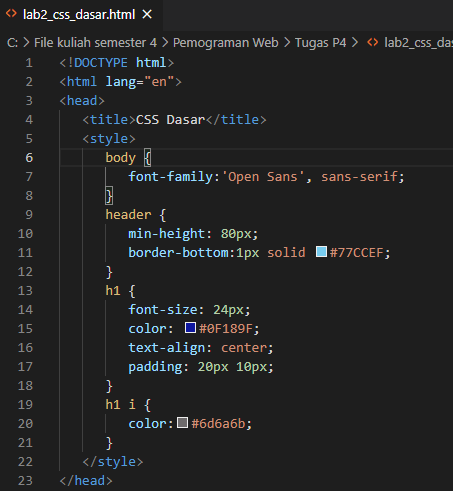 lab2_css_dasar.html
C: > File kuliah semester 4 > Pemograman Web > Tugas P4 > lab2_css_da
1 <!DOCTYPE html>
2 <html lang="en">
3 <head>
4 <title>CSS Dasar</title>
5 <style>
6 body {
7 font-family:'Open Sans', sans-serif;
8 }
9 header {
10 min-height: 80px;
11 border-bottom:1px solid #77CCEF;
12 }
13 h1 {
14 font-size: 24px;
15 color: #0F189F;
16 text-align: center;
17 padding: 20px 10px;
18 }
19 h1 i {
20 color:#6d6a6b;
21 }
22 </style>
23 </head>